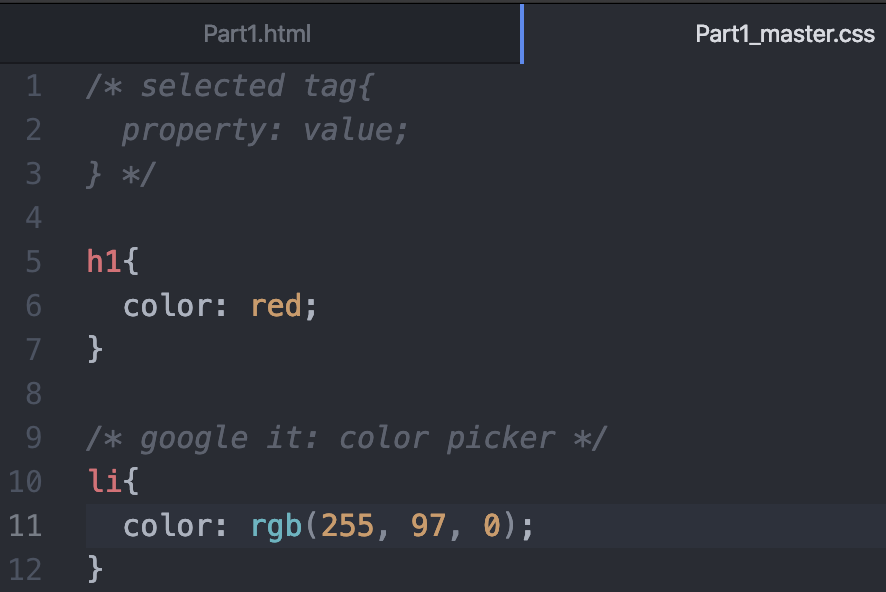 Part1.html
Part1_master.css
1 /* selected tag{
2   property: value;
3 } */
4
5 h1{
6   color: red;
7 }
8
9 /* google it: color picker */
10 li{
11   color: rgb(255, 97, 0);
12 }